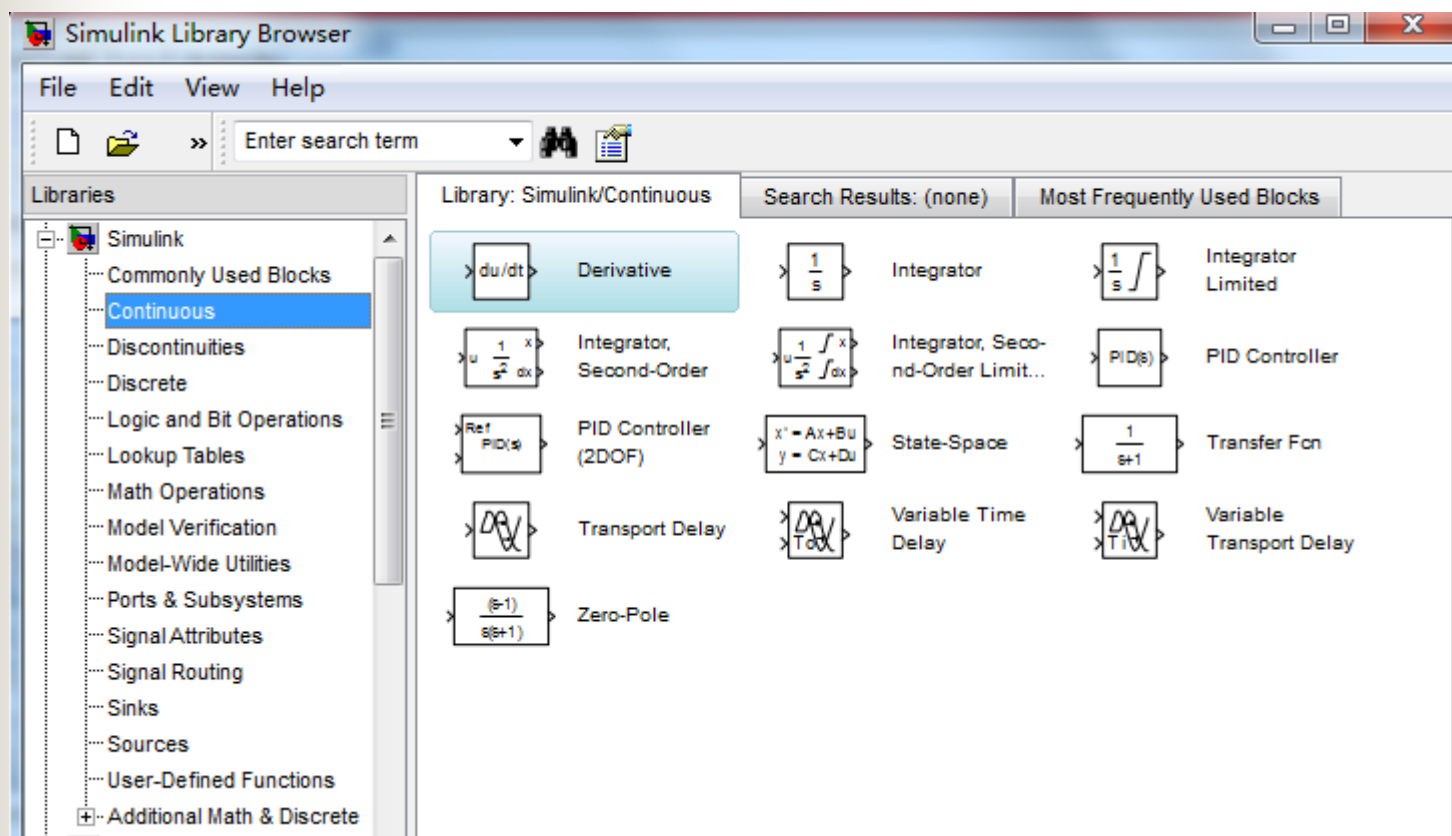 Simulink Library Browser
File Edit View Help
» Enter search term
Libraries
Library: Simulink/Continuous
Search Results: (none)
Most Frequently Used Blocks
Simulink
Commonly Used Blocks
Continuous
Discontinuities
Discrete
Logic and Bit Operations
Lookup Tables
Math Operations
Model Verification
Model-Wide Utilities
Ports & Subsystems
Signal Attributes
Signal Routing
Sinks
Sources
User-Defined Functions
Additional Math & Discrete
du/dt
Derivative
1
s
Integrator
1
s
Integrator
Limited
u 1 x
s² dx
Integrator,
Second-Order
u 1 x
s² dx
Integrator, Seco-
nd-Order Limit...
PID(s)
PID Controller
Ref
PID(s)
PID Controller
(2DOF)
x' = Ax+Bu
y = Cx+Du
State-Space
1
s+1
Transfer Fcn
Transport Delay
To
Variable Time
Delay
Ti
Variable
Transport Delay
(s-1)
s(s+1)
Zero-Pole